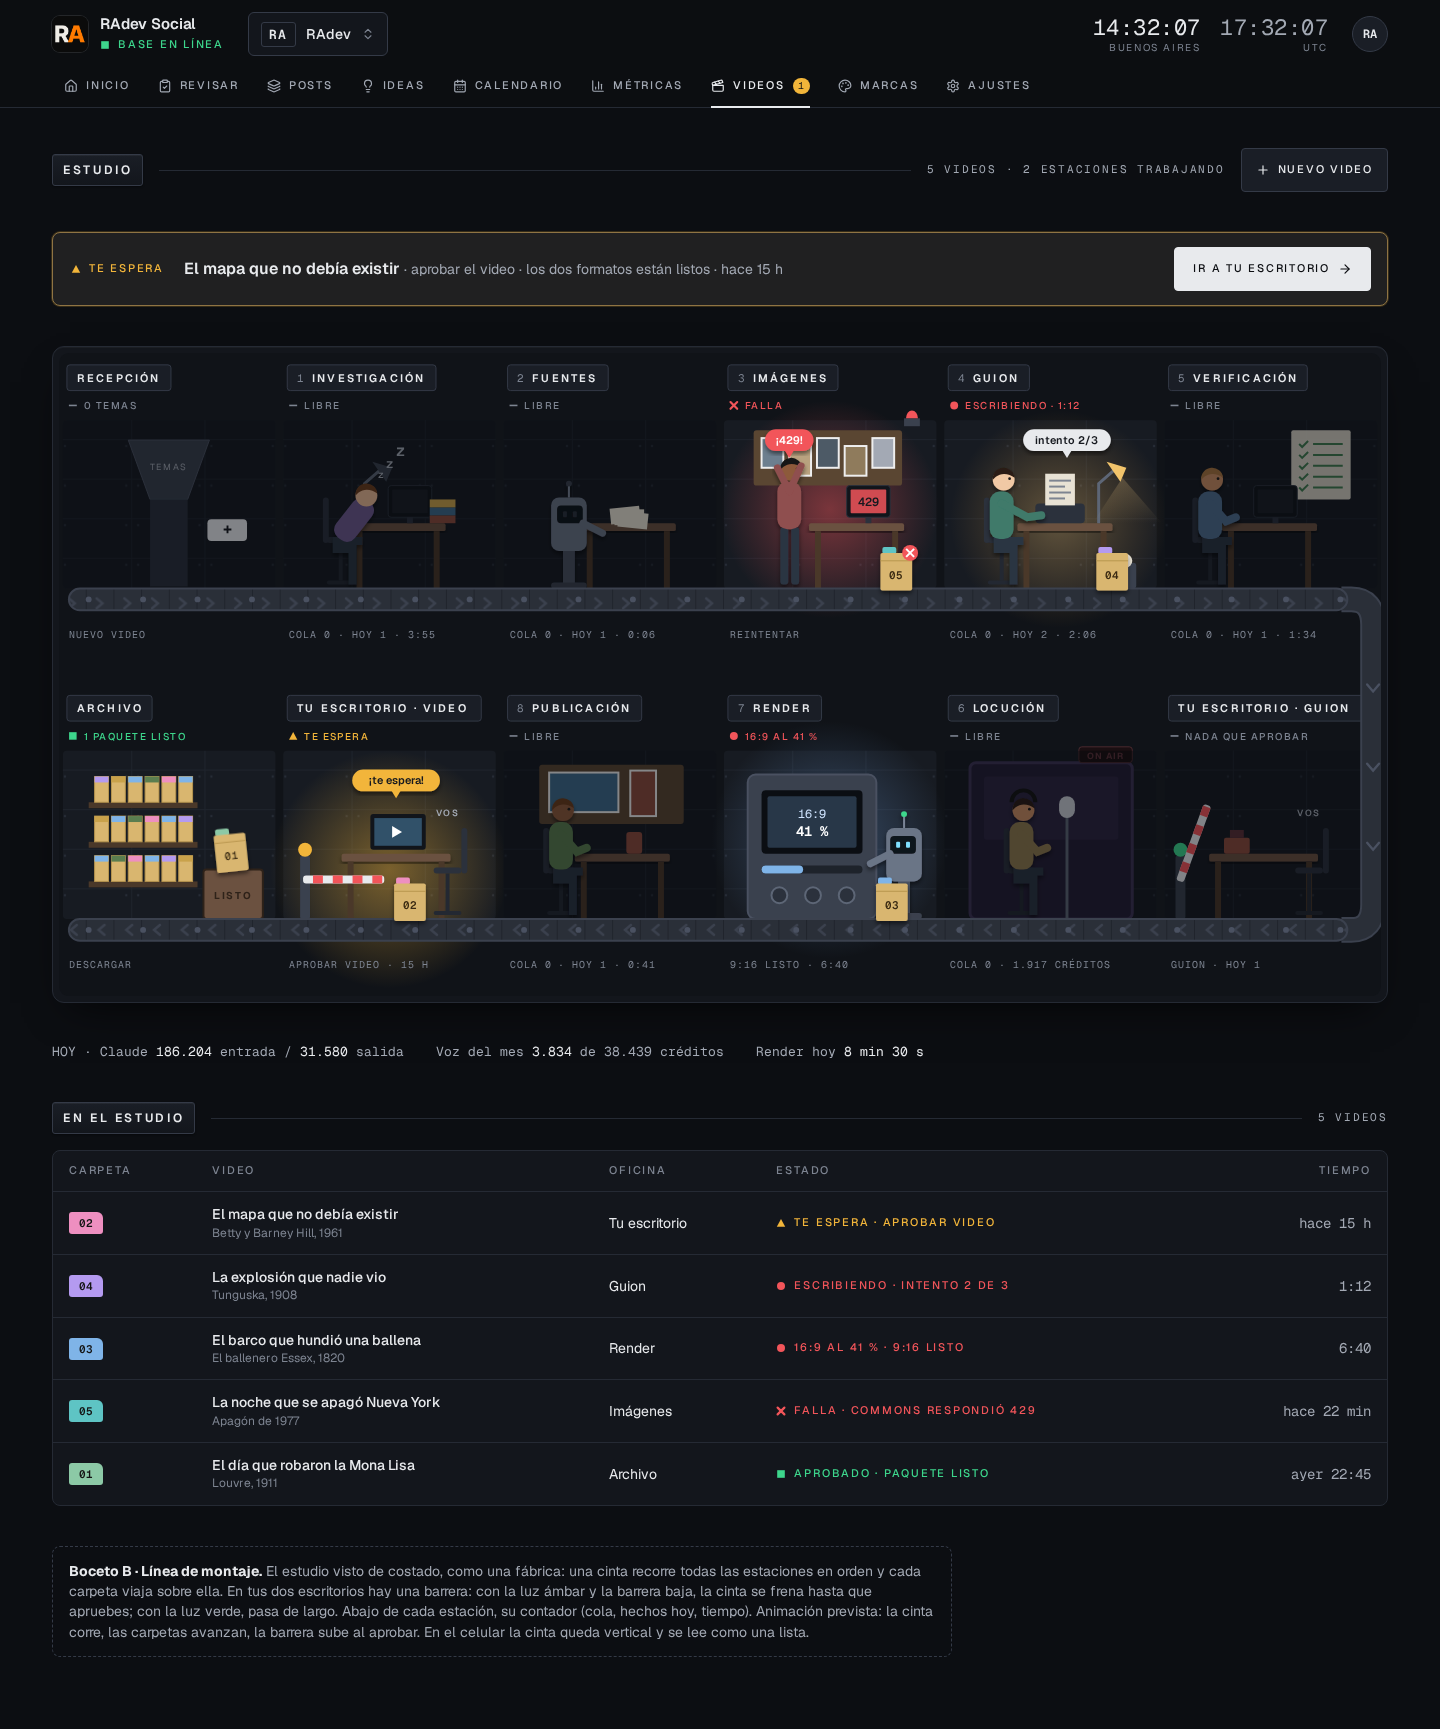 RA
RAdev Social
BASE EN LÍNEA
RA RAdev
14:32:07
BUENOS AIRES
17:32:07
UTC
RA
INICIO
REVISAR
POSTS
IDEAS
CALENDARIO
MÉTRICAS
VIDEOS 1
MARCAS
AJUSTES
ESTUDIO
5 VIDEOS · 2 ESTACIONES TRABAJANDO
+ NUEVO VIDEO
▲ TE ESPERA
El mapa que no debía existir · aprobar el video · los dos formatos están listos · hace 15 h
IR A TU ESCRITORIO →
RECEPCIÓN
1 INVESTIGACIÓN
2 FUENTES
3 IMÁGENES
4 GUION
5 VERIFICACIÓN
0 TEMAS
LIBRE
LIBRE
FALLA
ESCRIBIENDO · 1:12
LIBRE
TEMAS
+
z z Z
¡429!
429
05
intento 2/3
04
NUEVO VIDEO
COLA 0 · HOY 1 · 3:55
COLA 0 · HOY 1 · 0:06
REINTENTAR
COLA 0 · HOY 2 · 2:06
COLA 0 · HOY 1 · 1:34
ARCHIVO
TU ESCRITORIO · VIDEO
8 PUBLICACIÓN
7 RENDER
6 LOCUCIÓN
TU ESCRITORIO · GUION
1 PAQUETE LISTO
TE ESPERA
LIBRE
16:9 AL 41 %
LIBRE
NADA QUE APROBAR
01
LISTO
¡te espera!
VOS
02
16:9
41 %
03
ON AIR
VOS
DESCARGAR
APROBAR VIDEO · 15 H
COLA 0 · HOY 1 · 0:41
9:16 LISTO · 6:40
COLA 0 · 1.917 CRÉDITOS
GUION · HOY 1
HOY · Claude 186.204 entrada / 31.580 salida
Voz del mes 3.834 de 38.439 créditos
Render hoy 8 min 30 s
EN EL ESTUDIO
5 VIDEOS
CARPETA VIDEO OFICINA ESTADO TIEMPO
02 El mapa que no debía existir Tu escritorio ▲ TE ESPERA · APROBAR VIDEO hace 15 h
Betty y Barney Hill, 1961
04 La explosión que nadie vio Guion ESCRIBIENDO · INTENTO 2 DE 3 1:12
Tunguska, 1908
03 El barco que hundió una ballena Render 16:9 AL 41 % · 9:16 LISTO 6:40
El ballenero Essex, 1820
05 La noche que se apagó Nueva York Imágenes FALLA · COMMONS RESPONDIÓ 429 hace 22 min
Apagón de 1977
01 El día que robaron la Mona Lisa Archivo APROBADO · PAQUETE LISTO ayer 22:45
Louvre, 1911
Boceto B · Línea de montaje. El estudio visto de costado, como una fábrica: una cinta recorre todas las estaciones en orden y cada
carpeta viaja sobre ella. En tus dos escritorios hay una barrera: con la luz ámbar y la barrera baja, la cinta se frena hasta que
apruebes; con la luz verde, pasa de largo. Abajo de cada estación, su contador (cola, hechos hoy, tiempo). Animación prevista: la cinta
corre, las carpetas avanzan, la barrera sube al aprobar. En el celular la cinta queda vertical y se lee como una lista.